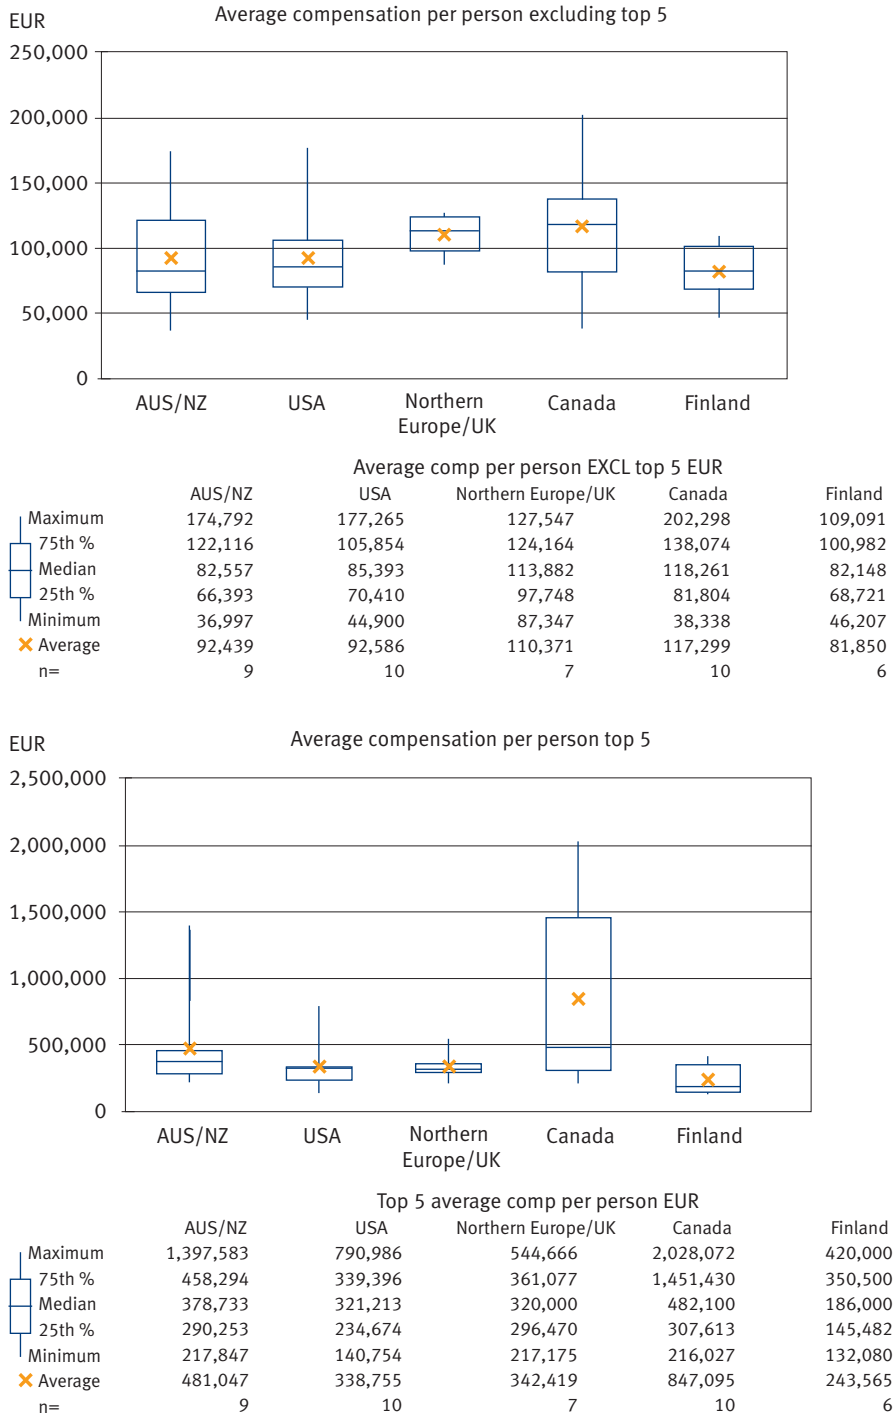 Average compensation per person excluding top 5
EUR
250,000
200,000
150,000
100,000
50,000
0
AUS/NZ USA Northern Europe/UK Canada Finland
Average comp per person EXCL top 5 EUR
AUS/NZ USA Northern Europe/UK Canada Finland
Maximum 174,792 177,265 127,547 202,298 109,091
75th % 122,116 105,854 124,164 138,074 100,982
Median 82,557 85,393 113,882 118,261 82,148
25th % 66,393 70,410 97,748 81,804 68,721
Minimum 36,997 44,900 87,347 38,338 46,207
Average 92,439 92,586 110,371 117,299 81,850
n= 9 10 7 10 6
EUR Average compensation per person top 5
2,500,000
2,000,000
1,500,000
1,000,000
500,000
0
AUS/NZ USA Northern Europe/UK Canada Finland
Top 5 average comp per person EUR
AUS/NZ USA Northern Europe/UK Canada Finland
Maximum 1,397,583 790,986 544,666 2,028,072 420,000
75th % 458,294 339,396 361,077 1,451,430 350,500
Median 378,733 321,213 320,000 482,100 186,000
25th % 290,253 234,674 296,470 307,613 145,482
Minimum 217,847 140,754 217,175 216,027 132,080
Average 481,047 338,755 342,419 847,095 243,565
n= 9 10 7 10 6